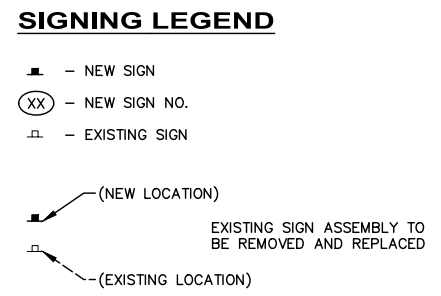 SIGNING LEGEND
– NEW SIGN
XX – NEW SIGN NO.
– EXISTING SIGN
(NEW LOCATION)
EXISTING SIGN ASSEMBLY TO
BE REMOVED AND REPLACED
(EXISTING LOCATION)